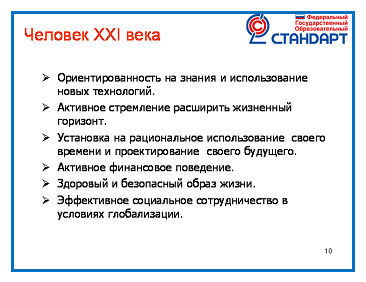 Человек XXI века
Федеральный
Государственный
Образовательный
СТАНДАРТ
Ориентированность на знания и использование
новых технологий.
Активное стремление расширить жизненный
горизонт.
Установка на рациональное использование своего
времени и проектирование своего будущего.
Активное финансовое поведение.
Здоровый и безопасный образ жизни.
Эффективное социальное сотрудничество в
условиях глобализации.
10